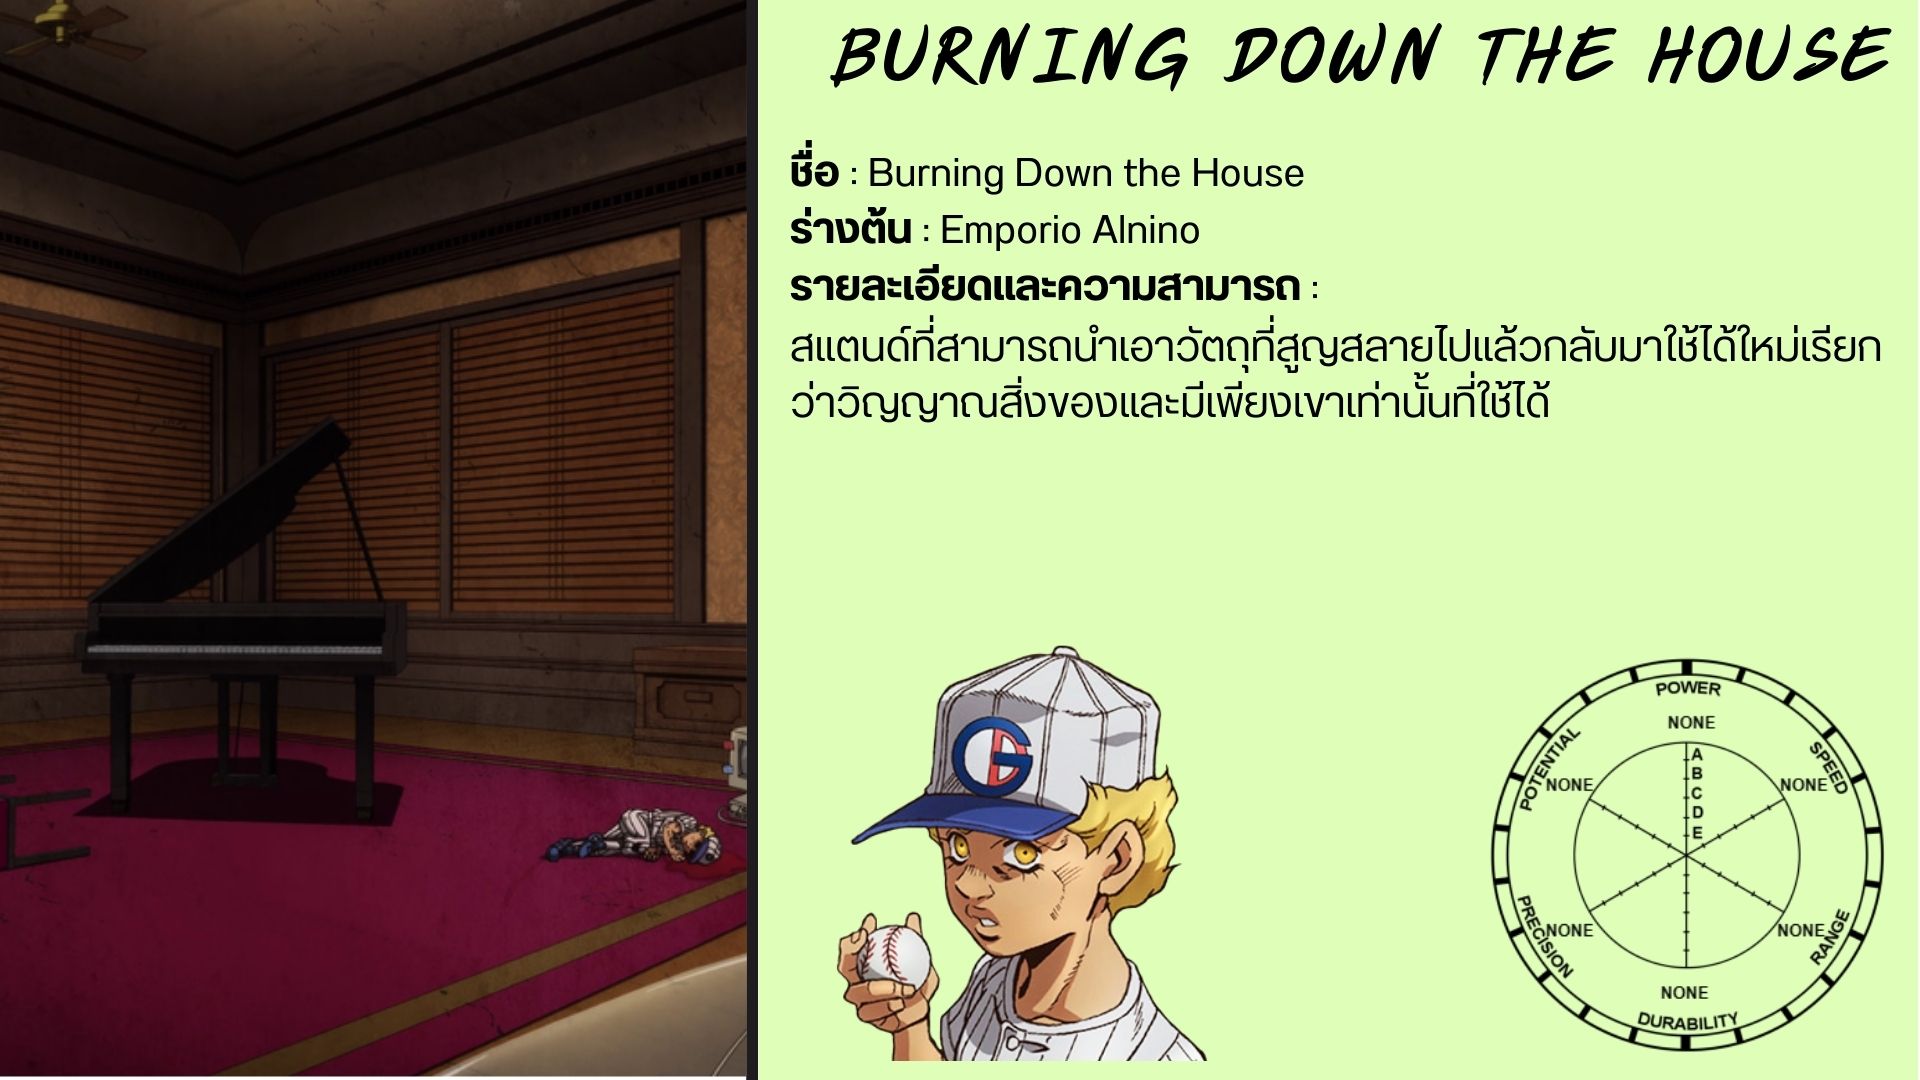 BURNING DOWN THE HOUSE
ชื่อ : Burning Down the House
ร่างต้น : Emporio Alnino
รายละเอียดและความสามารถ :
สแตนด์ที่สามารถนำเอาวัตถุที่สูญสลายไปแล้วกลับมาใช้ได้ใหม่เรียก
ว่าวิญญาณสิ่งของและมีเพียงเขาเท่านั้นที่ใช้ได้
G
POWER
NONE
POTENTIAL
NONE
SPEED
NONE
A
B
C
D
E
PRECISION
NONE
RANGE
NONE
NONE
DURABILITY